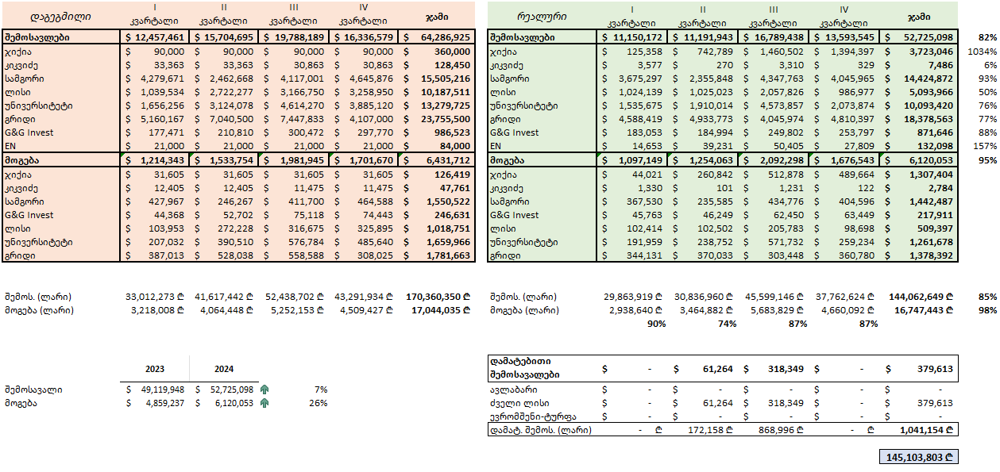 დაგეგმილი I კვარტალი II კვარტალი III კვარტალი IV კვარტალი ჯამი
შემოსავლები $ 12,457,461 $ 15,704,695 $ 19,788,189 $ 16,336,579 $ 64,286,925
ჯიქია $ 90,000 $ 90,000 $ 90,000 $ 90,000 $ 360,000
კიკვიძე $ 33,363 $ 33,363 $ 30,863 $ 30,863 $ 128,450
სამგორი $ 4,279,671 $ 2,462,668 $ 4,117,001 $ 4,645,876 $ 15,505,216
ლისი $ 1,039,534 $ 2,722,277 $ 3,166,750 $ 3,258,950 $ 10,187,511
უნივერსიტეტი $ 1,656,256 $ 3,124,078 $ 4,614,270 $ 3,885,120 $ 13,279,725
გრიდი $ 5,160,167 $ 7,040,500 $ 7,447,833 $ 4,107,000 $ 23,755,500
G&G Invest $ 177,471 $ 210,810 $ 300,472 $ 297,770 $ 986,523
EN $ 21,000 $ 21,000 $ 21,000 $ 21,000 $ 84,000
მოგება $ 1,214,343 $ 1,533,754 $ 1,981,945 $ 1,701,670 $ 6,431,712
ჯიქია $ 31,605 $ 31,605 $ 31,605 $ 31,605 $ 126,419
კიკვიძე $ 12,405 $ 12,405 $ 11,475 $ 11,475 $ 47,761
სამგორი $ 427,967 $ 246,267 $ 411,700 $ 464,588 $ 1,550,522
G&G Invest $ 44,368 $ 52,702 $ 75,118 $ 74,443 $ 246,631
ლისი $ 103,953 $ 272,228 $ 316,675 $ 325,895 $ 1,018,751
უნივერსიტეტი $ 207,032 $ 390,510 $ 576,784 $ 485,640 $ 1,659,966
გრიდი $ 387,013 $ 528,038 $ 558,588 $ 308,025 $ 1,781,663
შემოს. (ლარი) 33,012,273 ₾ 41,617,442 ₾ 52,438,702 ₾ 43,291,934 ₾ 170,360,350 ₾
მოგება (ლარი) 3,218,008 ₾ 4,064,448 ₾ 5,252,153 ₾ 4,509,427 ₾ 17,044,035 ₾
2023 2024
შემოსავალი $ 49,119,948 $ 52,725,098 7%
მოგება $ 4,859,237 $ 6,120,053 26%
რეალური I კვარტალი II კვარტალი III კვარტალი IV კვარტალი ჯამი
შემოსავლები $ 11,150,172 $ 11,191,943 $ 16,789,438 $ 13,593,545 $ 52,725,098 82%
ჯიქია $ 125,358 $ 742,789 $ 1,460,502 $ 1,394,397 $ 3,723,046 1034%
კიკვიძე $ 3,577 $ 270 $ 3,310 $ 329 $ 7,486 6%
სამგორი $ 3,675,297 $ 2,355,848 $ 4,347,763 $ 4,045,965 $ 14,424,872 93%
ლისი $ 1,024,139 $ 1,025,023 $ 2,057,826 $ 986,977 $ 5,093,966 50%
უნივერსიტეტი $ 1,535,675 $ 1,910,014 $ 4,573,857 $ 2,073,874 $ 10,093,420 76%
გრიდი $ 4,588,419 $ 4,933,773 $ 4,045,974 $ 4,810,397 $ 18,378,563 77%
G&G Invest $ 183,053 $ 184,994 $ 249,802 $ 253,797 $ 871,646 88%
EN $ 14,653 $ 39,231 $ 50,405 $ 27,809 $ 132,098 157%
მოგება $ 1,097,149 $ 1,254,063 $ 2,092,298 $ 1,676,543 $ 6,120,053 95%
ჯიქია $ 44,021 $ 260,842 $ 512,878 $ 489,664 $ 1,307,404
კიკვიძე $ 1,330 $ 101 $ 1,231 $ 122 $ 2,784
სამგორი $ 367,530 $ 235,585 $ 434,776 $ 404,596 $ 1,442,487
G&G Invest $ 45,763 $ 46,249 $ 62,450 $ 63,449 $ 217,911
ლისი $ 102,414 $ 102,502 $ 205,783 $ 98,698 $ 509,397
უნივერსიტეტი $ 191,959 $ 238,752 $ 571,732 $ 259,234 $ 1,261,678
გრიდი $ 344,131 $ 370,033 $ 303,448 $ 360,780 $ 1,378,392
შემოს. (ლარი) 29,863,919 ₾ 30,836,960 ₾ 45,599,146 ₾ 37,762,624 ₾ 144,062,649 ₾ 85%
მოგება (ლარი) 2,938,640 ₾ 3,464,882 ₾ 5,683,829 ₾ 4,660,092 ₾ 16,747,443 ₾ 98%
90% 74% 87% 87%
დამატებითი
შემოსავალები $ - $ 61,264 $ 318,349 $ - $ 379,613
ავლაბარი $ - $ - $ - $ - $ -
ძველი ლისი $ - $ 61,264 $ 318,349 $ - $ 379,613
ევრომშენი-ტურფა $ - $ - $ - $ - $ -
დამატ. შემოს. (ლარი) - ₾ 172,158 ₾ 868,996 ₾ - ₾ 1,041,154 ₾
145,103,803 ₾